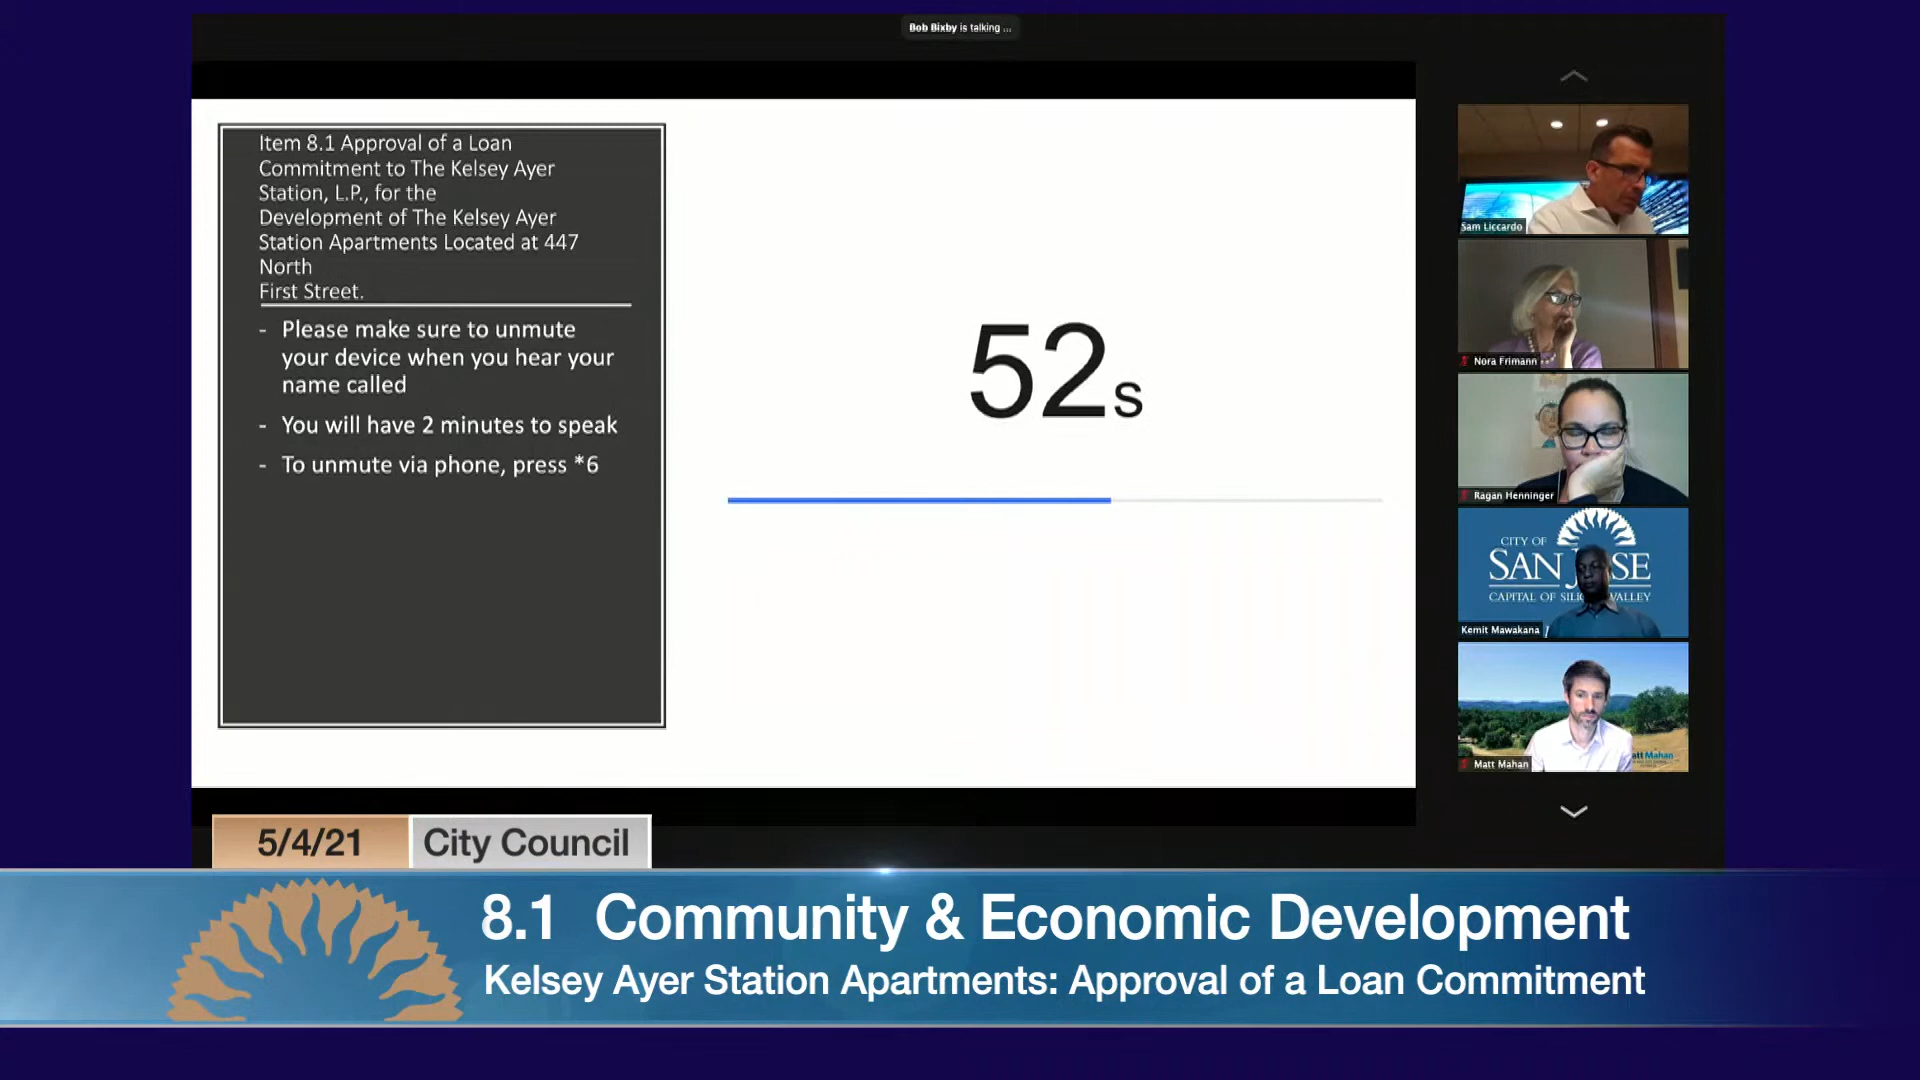 Bob Bixby is talking ...
Item 8.1 Approval of a Loan
Commitment to The Kelsey Ayer
Station, L.P., for the
Development of The Kelsey Ayer
Station Apartments Located at 447
North
First Street.
- Please make sure to unmute
your device when you hear your
name called
- You will have 2 minutes to speak
- To unmute via phone, press *6
52s
Sam Liccardo
Nora Frimann
Ragan Henninger
CITY OF
SAN JOSE
CAPITAL OF SILICON VALLEY
Kemit Mawakana
att Mahan
Matt Mahan
5/4/21 City Council
8.1 Community & Economic Development
Kelsey Ayer Station Apartments: Approval of a Loan Commitment